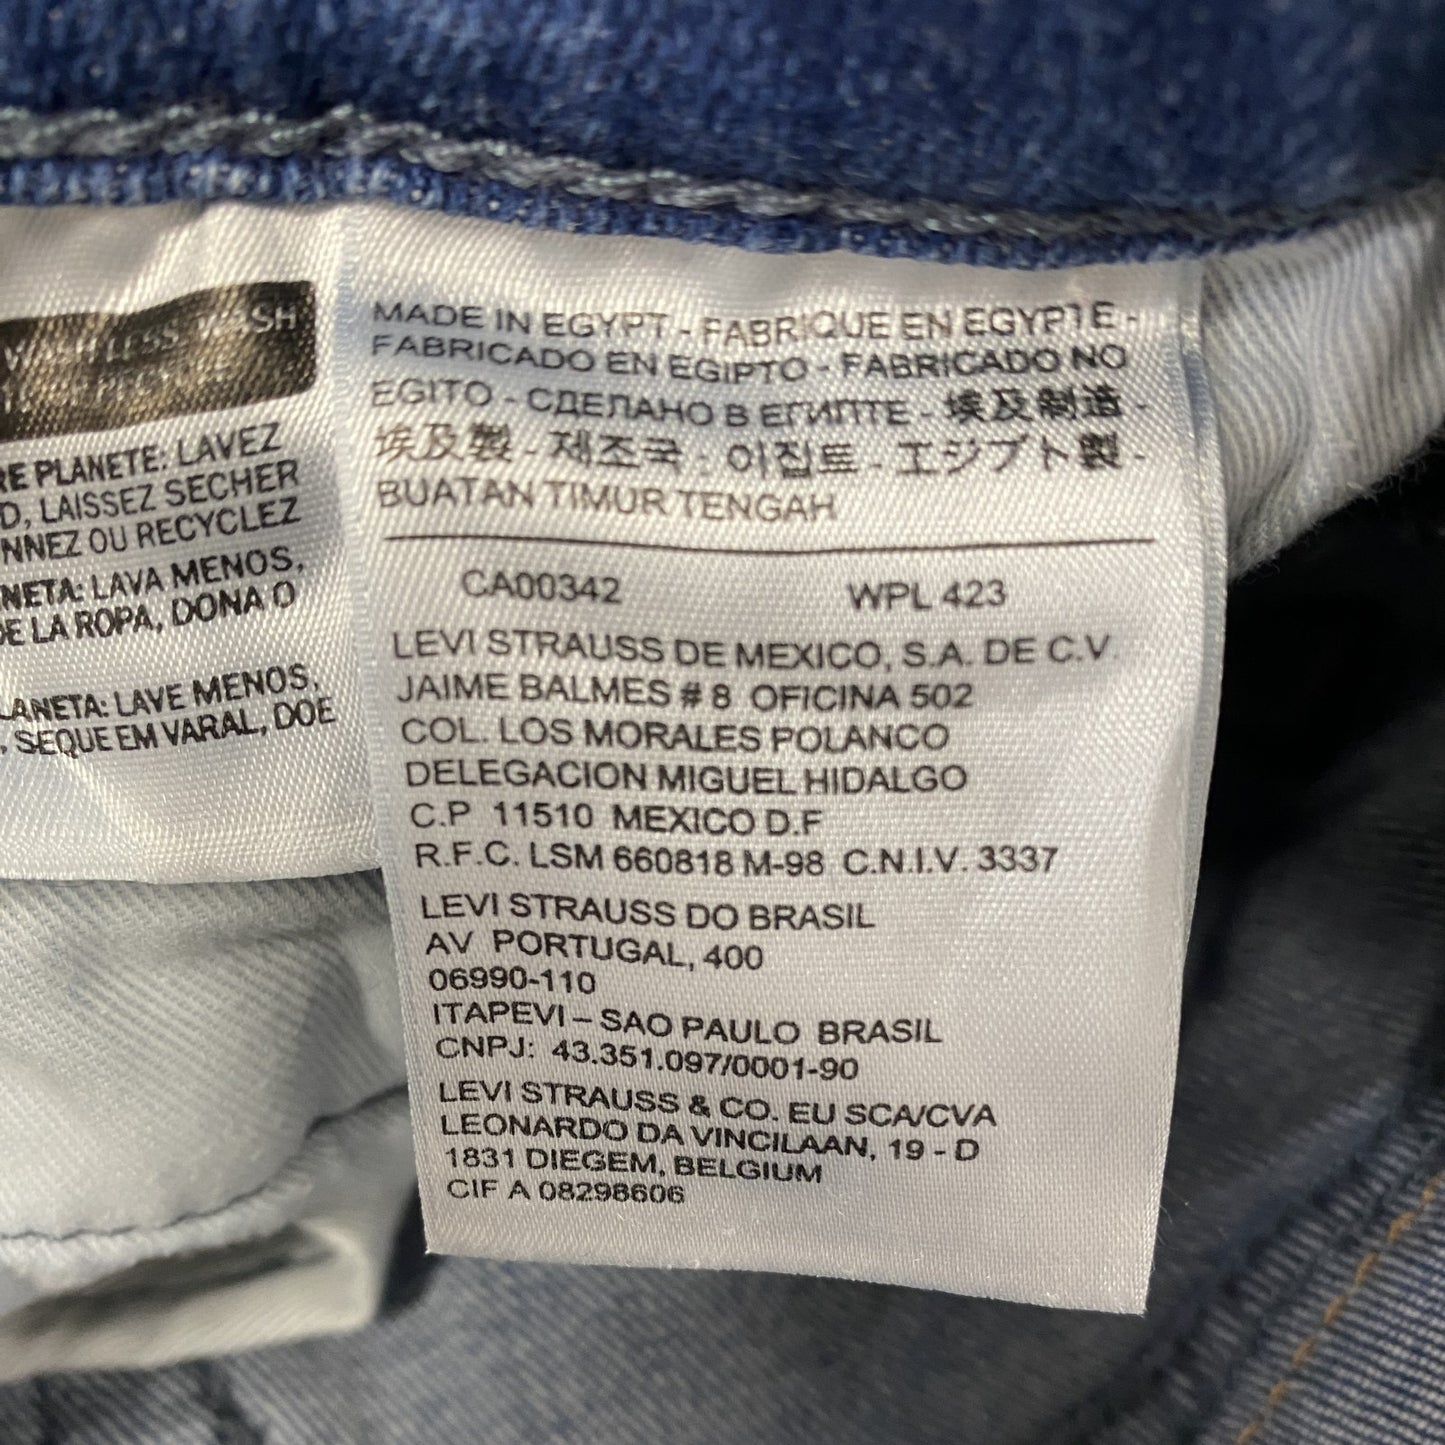 WASH LESS WASH
RE PLANETE: LAVEZ
D, LAISSEZ SECHER
NNEZ OU RECYCLEZ
NETA: LAVA MENOS,
DE LA ROPA, DONA O
LANETA: LAVE MENOS,
, SEQUE EM VARAL, DOE
MADE IN EGYPT - FABRIQUE EN EGYPTE -
FABRICADO EN EGIPTO - FABRICADO NO
EGITO - СДЕЛАНО В ЕГИПТЕ - 埃及制造 -
埃及製 - 제조국 : 이집트 - エジプト製 -
BUATAN TIMUR TENGAH
CA00342 WPL 423
LEVI STRAUSS DE MEXICO, S.A. DE C.V.
JAIME BALMES # 8 OFICINA 502
COL. LOS MORALES POLANCO
DELEGACION MIGUEL HIDALGO
C.P 11510 MEXICO D.F
R.F.C. LSM 660818 M-98 C.N.I.V. 3337
LEVI STRAUSS DO BRASIL
AV PORTUGAL, 400
06990-110
ITAPEVI – SAO PAULO BRASIL
CNPJ: 43.351.097/0001-90
LEVI STRAUSS & CO. EU SCA/CVA
LEONARDO DA VINCILAAN, 19 - D
1831 DIEGEM, BELGIUM
CIF A 08298606